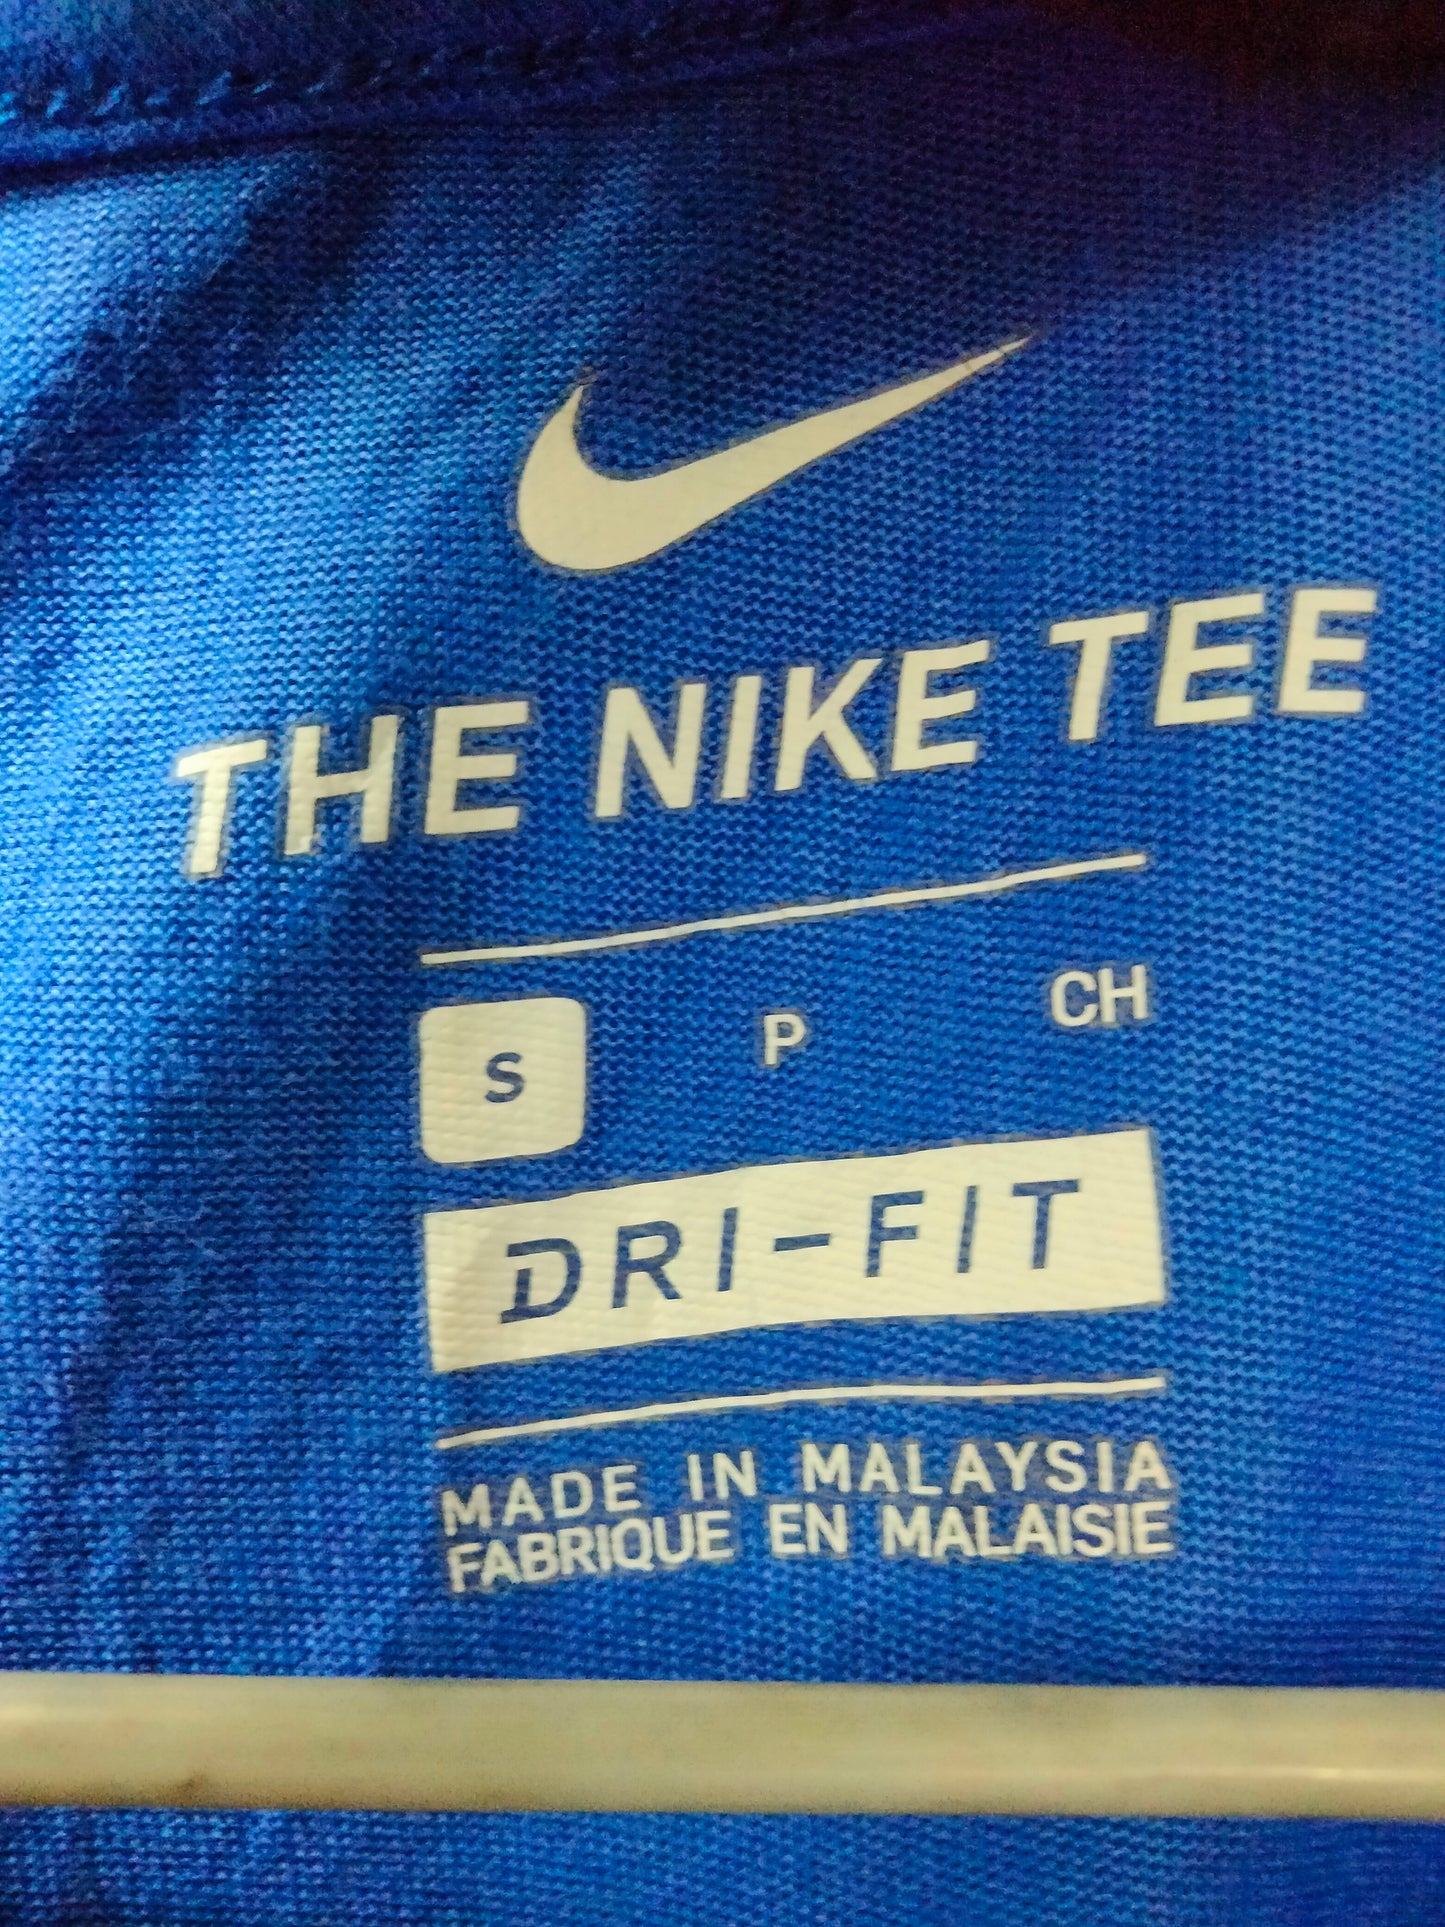 THE NIKE TEE
S P CH
DRI-FIT
MADE IN MALAYSIA
FABRIQUE EN MALAISIE